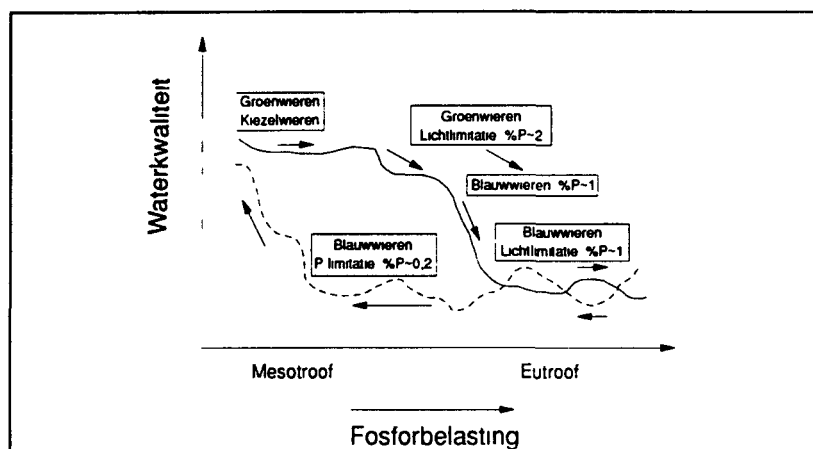 Waterkwaliteit
Groenwieren
Kiezelwieren
Groenwieren
Lichtlimitatie %P~2
Blauwwieren %P~1
Blauwwieren
Lichtlimitatie %P~1
Blauwwieren
P limitatie %P~0,2
Mesotroof
Eutroof
Fosforbelasting